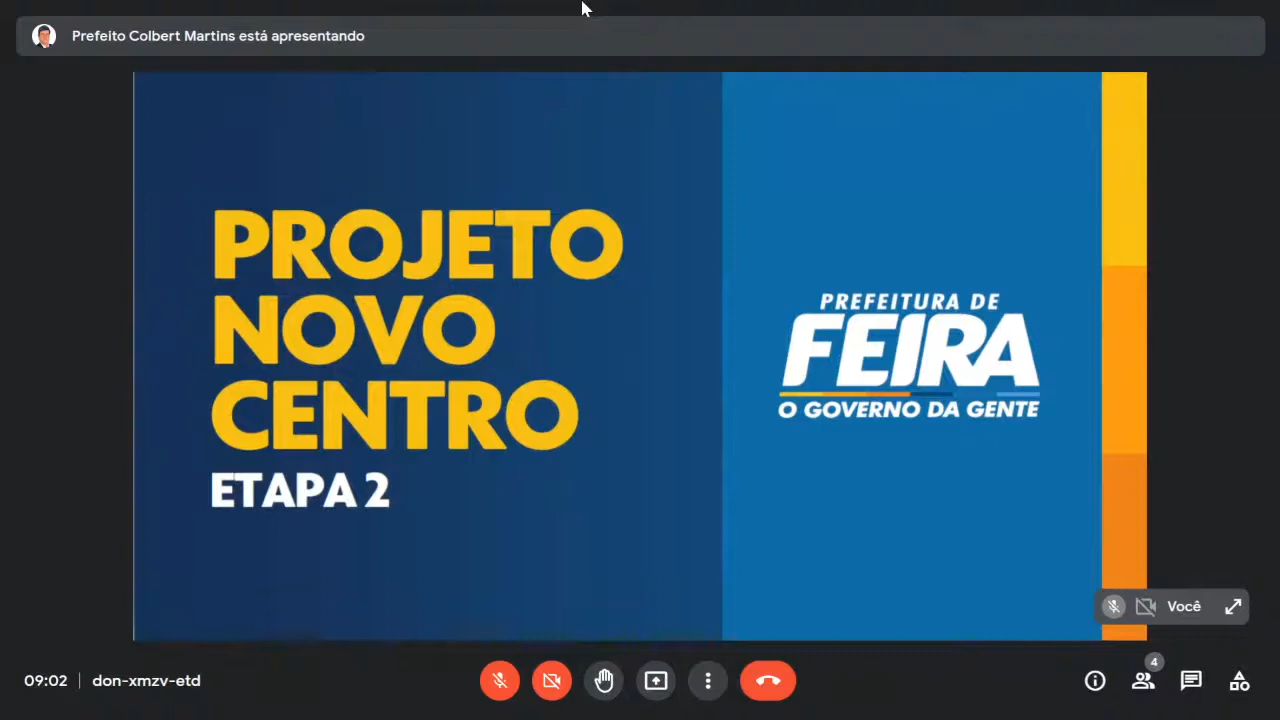 Prefeito Colbert Martins está apresentando
PROJETO
NOVO
CENTRO
ETAPA 2
PREFEITURA DE
FEIRA
O GOVERNO DA GENTE
Você
4
09:02 | don-xmzv-etd